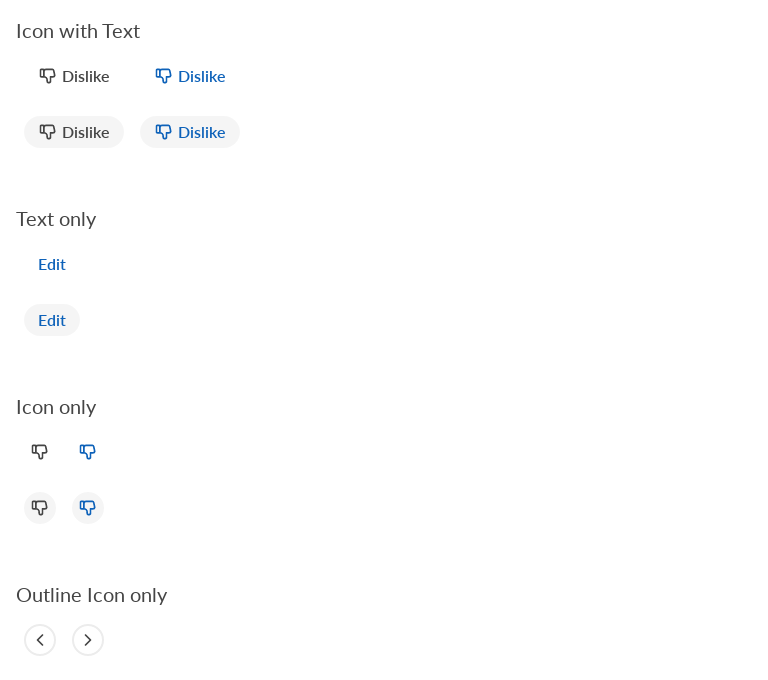 Icon with Text
Dislike Dislike
Dislike Dislike
Text only
Edit
Edit
Icon only
Outline Icon only